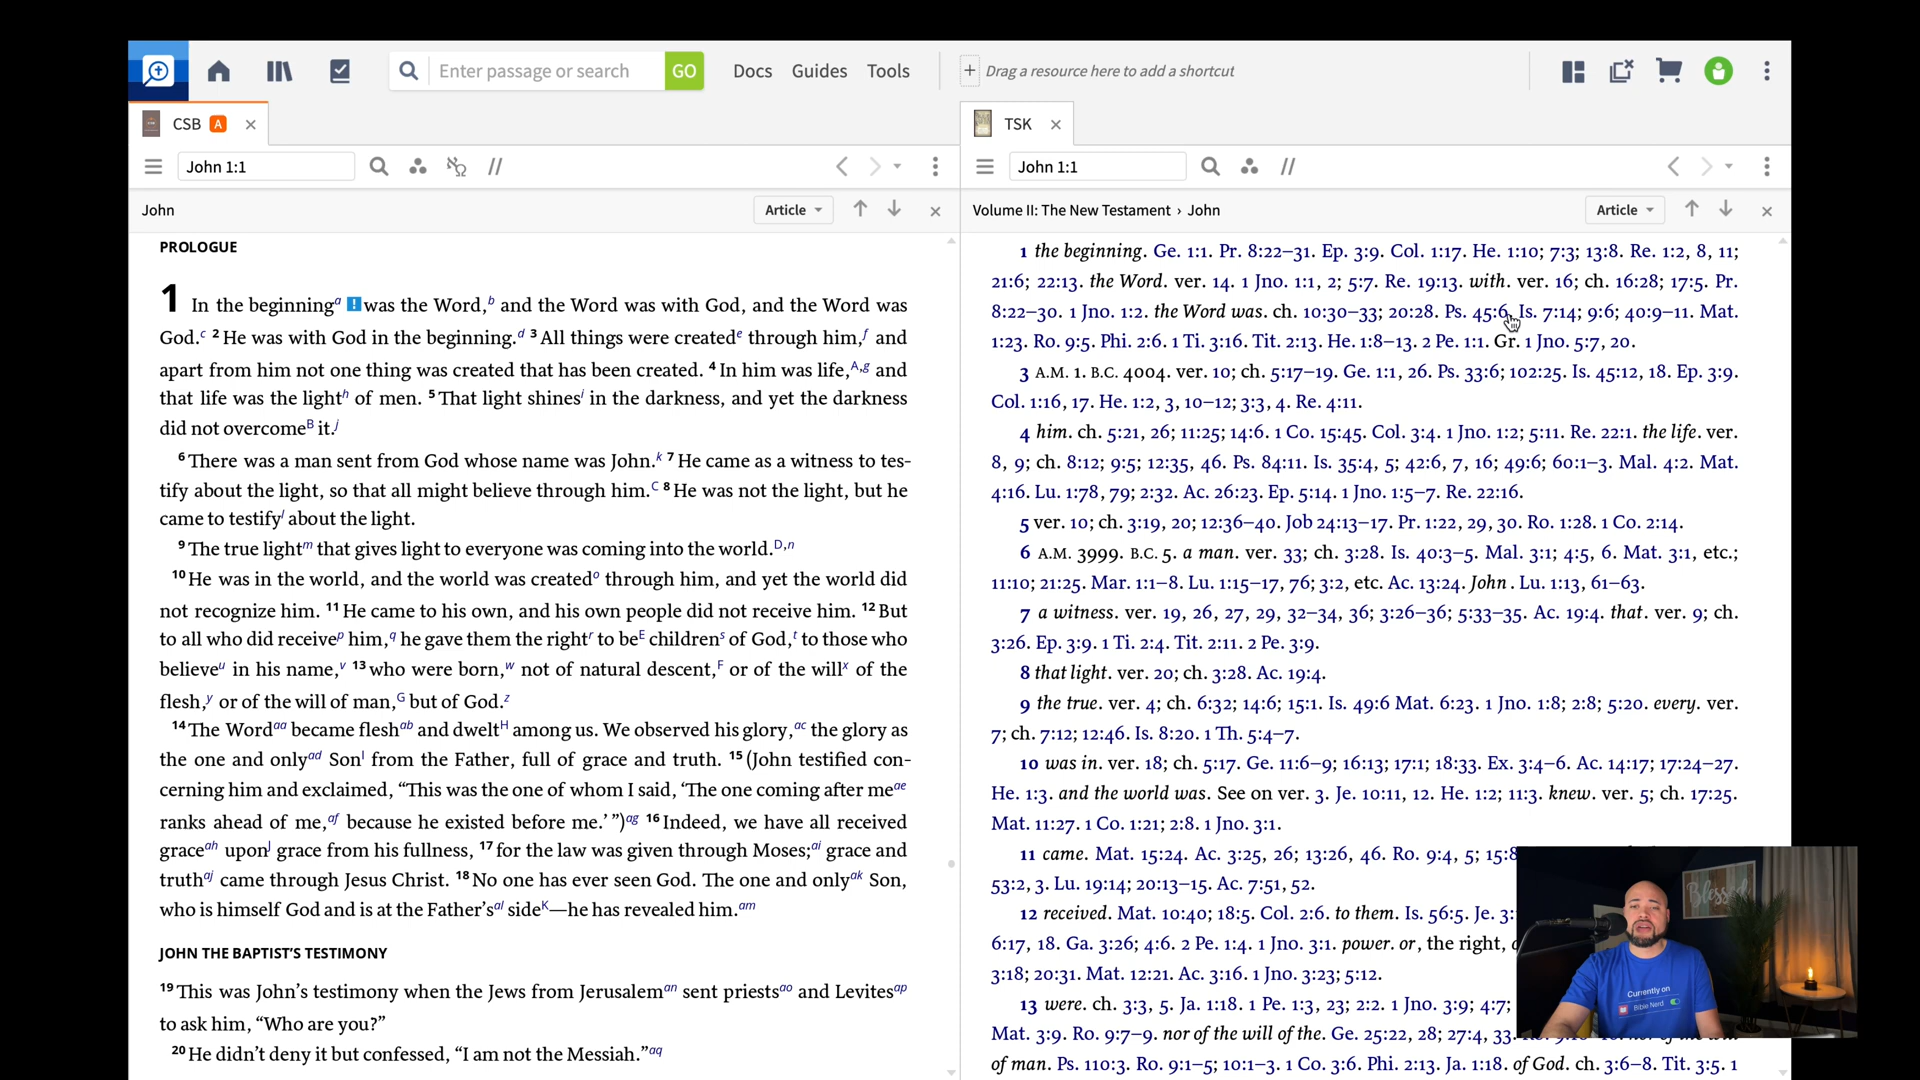 Enter passage or search GO Docs Guides Tools Drag a resource here to add a shortcut
CSB A
John 1:1
John Article
PROLOGUE
1 In the beginninga was the Word,b and the Word was with God, and the Word was
God.c 2 He was with God in the beginning.d 3 All things were createde through him,f and
apart from him not one thing was created that has been created. 4 In him was life,A,g and
that life was the lighth of men. 5 That light shinesi in the darkness, and yet the darkness
did not overcomeB it.j
6 There was a man sent from God whose name was John.k 7 He came as a witness to tes-
tify about the light, so that all might believe through him.C 8 He was not the light, but he
came to testifyl about the light.
9 The true lightm that gives light to everyone was coming into the world.D,n
10 He was in the world, and the world was createdo through him, and yet the world did
not recognize him. 11 He came to his own, and his own people did not receive him. 12 But
to all who did receivep him,q he gave them the rightr to beE childrens of God,t to those who
believeu in his name,v 13 who were born,w not of natural descent,F or of the willx of the
flesh,y or of the will of man,G but of God.z
14 The Wordaa became fleshab and dweltH among us. We observed his glory,ac the glory as
the one and onlyad SonI from the Father, full of grace and truth. 15 (John testified con-
cerning him and exclaimed, “This was the one of whom I said, ‘The one coming after meae
ranks ahead of me,af because he existed before me.’ ”)ag 16 Indeed, we have all received
graceah uponJ grace from his fullness, 17 for the law was given through Moses;ai grace and
truthaj came through Jesus Christ. 18 No one has ever seen God. The one and onlyak Son,
who is himself God and is at the Father’sal sideK—he has revealed him.am
JOHN THE BAPTIST’S TESTIMONY
19 This was John’s testimony when the Jews from Jerusaleman sent priestsao and Levitesap
to ask him, “Who are you?”
20 He didn’t deny it but confessed, “I am not the Messiah.”aq
TSK
John 1:1
Volume II: The New Testament › John Article
1 the beginning. Ge. 1:1. Pr. 8:22–31. Ep. 3:9. Col. 1:17. He. 1:10; 7:3; 13:8. Re. 1:2, 8, 11;
21:6; 22:13. the Word. ver. 14. 1 Jno. 1:1, 2; 5:7. Re. 19:13. with. ver. 16; ch. 16:28; 17:5. Pr.
8:22–30. 1 Jno. 1:2. the Word was. ch. 10:30–33; 20:28. Ps. 45:6. Is. 7:14; 9:6; 40:9–11. Mat.
1:23. Ro. 9:5. Phi. 2:6. 1 Ti. 3:16. Tit. 2:13. He. 1:8–13. 2 Pe. 1:1. Gr. 1 Jno. 5:7, 20.
3 A.M. 1. B.C. 4004. ver. 10; ch. 5:17–19. Ge. 1:1, 26. Ps. 33:6; 102:25. Is. 45:12, 18. Ep. 3:9.
Col. 1:16, 17. He. 1:2, 3, 10–12; 3:3, 4. Re. 4:11.
4 him. ch. 5:21, 26; 11:25; 14:6. 1 Co. 15:45. Col. 3:4. 1 Jno. 1:2; 5:11. Re. 22:1. the life. ver.
8, 9; ch. 8:12; 9:5; 12:35, 46. Ps. 84:11. Is. 35:4, 5; 42:6, 7, 16; 49:6; 60:1–3. Mal. 4:2. Mat.
4:16. Lu. 1:78, 79; 2:32. Ac. 26:23. Ep. 5:14. 1 Jno. 1:5–7. Re. 22:16.
5 ver. 10; ch. 3:19, 20; 12:36–40. Job 24:13–17. Pr. 1:22, 29, 30. Ro. 1:28. 1 Co. 2:14.
6 A.M. 3999. B.C. 5. a man. ver. 33; ch. 3:28. Is. 40:3–5. Mal. 3:1; 4:5, 6. Mat. 3:1, etc.;
11:10; 21:25. Mar. 1:1–8. Lu. 1:15–17, 76; 3:2, etc. Ac. 13:24. John. Lu. 1:13, 61–63.
7 a witness. ver. 19, 26, 27, 29, 32–34, 36; 3:26–36; 5:33–35. Ac. 19:4. that. ver. 9; ch.
3:26. Ep. 3:9. 1 Ti. 2:4. Tit. 2:11. 2 Pe. 3:9.
8 that light. ver. 20; ch. 3:28. Ac. 19:4.
9 the true. ver. 4; ch. 6:32; 14:6; 15:1. Is. 49:6 Mat. 6:23. 1 Jno. 1:8; 2:8; 5:20. every. ver.
7; ch. 7:12; 12:46. Is. 8:20. 1 Th. 5:4–7.
10 was in. ver. 18; ch. 5:17. Ge. 11:6–9; 16:13; 17:1; 18:33. Ex. 3:4–6. Ac. 14:17; 17:24–27.
He. 1:3. and the world was. See on ver. 3. Je. 10:11, 12. He. 1:2; 11:3. knew. ver. 5; ch. 17:25.
Mat. 11:27. 1 Co. 1:21; 2:8. 1 Jno. 3:1.
11 came. Mat. 15:24. Ac. 3:25, 26; 13:26, 46. Ro. 9:4, 5; 15:8
53:2, 3. Lu. 19:14; 20:13–15. Ac. 7:51, 52.
12 received. Mat. 10:40; 18:5. Col. 2:6. to them. Is. 56:5. Je. 3:
6:17, 18. Ga. 3:26; 4:6. 2 Pe. 1:4. 1 Jno. 3:1. power. or, the right,
3:18; 20:31. Mat. 12:21. Ac. 3:16. 1 Jno. 3:23; 5:12.
13 were. ch. 3:3, 5. Ja. 1:18. 1 Pe. 1:3, 23; 2:2. 1 Jno. 3:9; 4:7;
Mat. 3:9. Ro. 9:7–9. nor of the will of the. Ge. 25:22, 28; 27:4, 33.
of man. Ps. 110:3. Ro. 9:1–5; 10:1–3. 1 Co. 3:6. Phi. 2:13. Ja. 1:18. of God. ch. 3:6–8. Tit. 3:5. 1
Blessed
Currently on
Bible Nerd